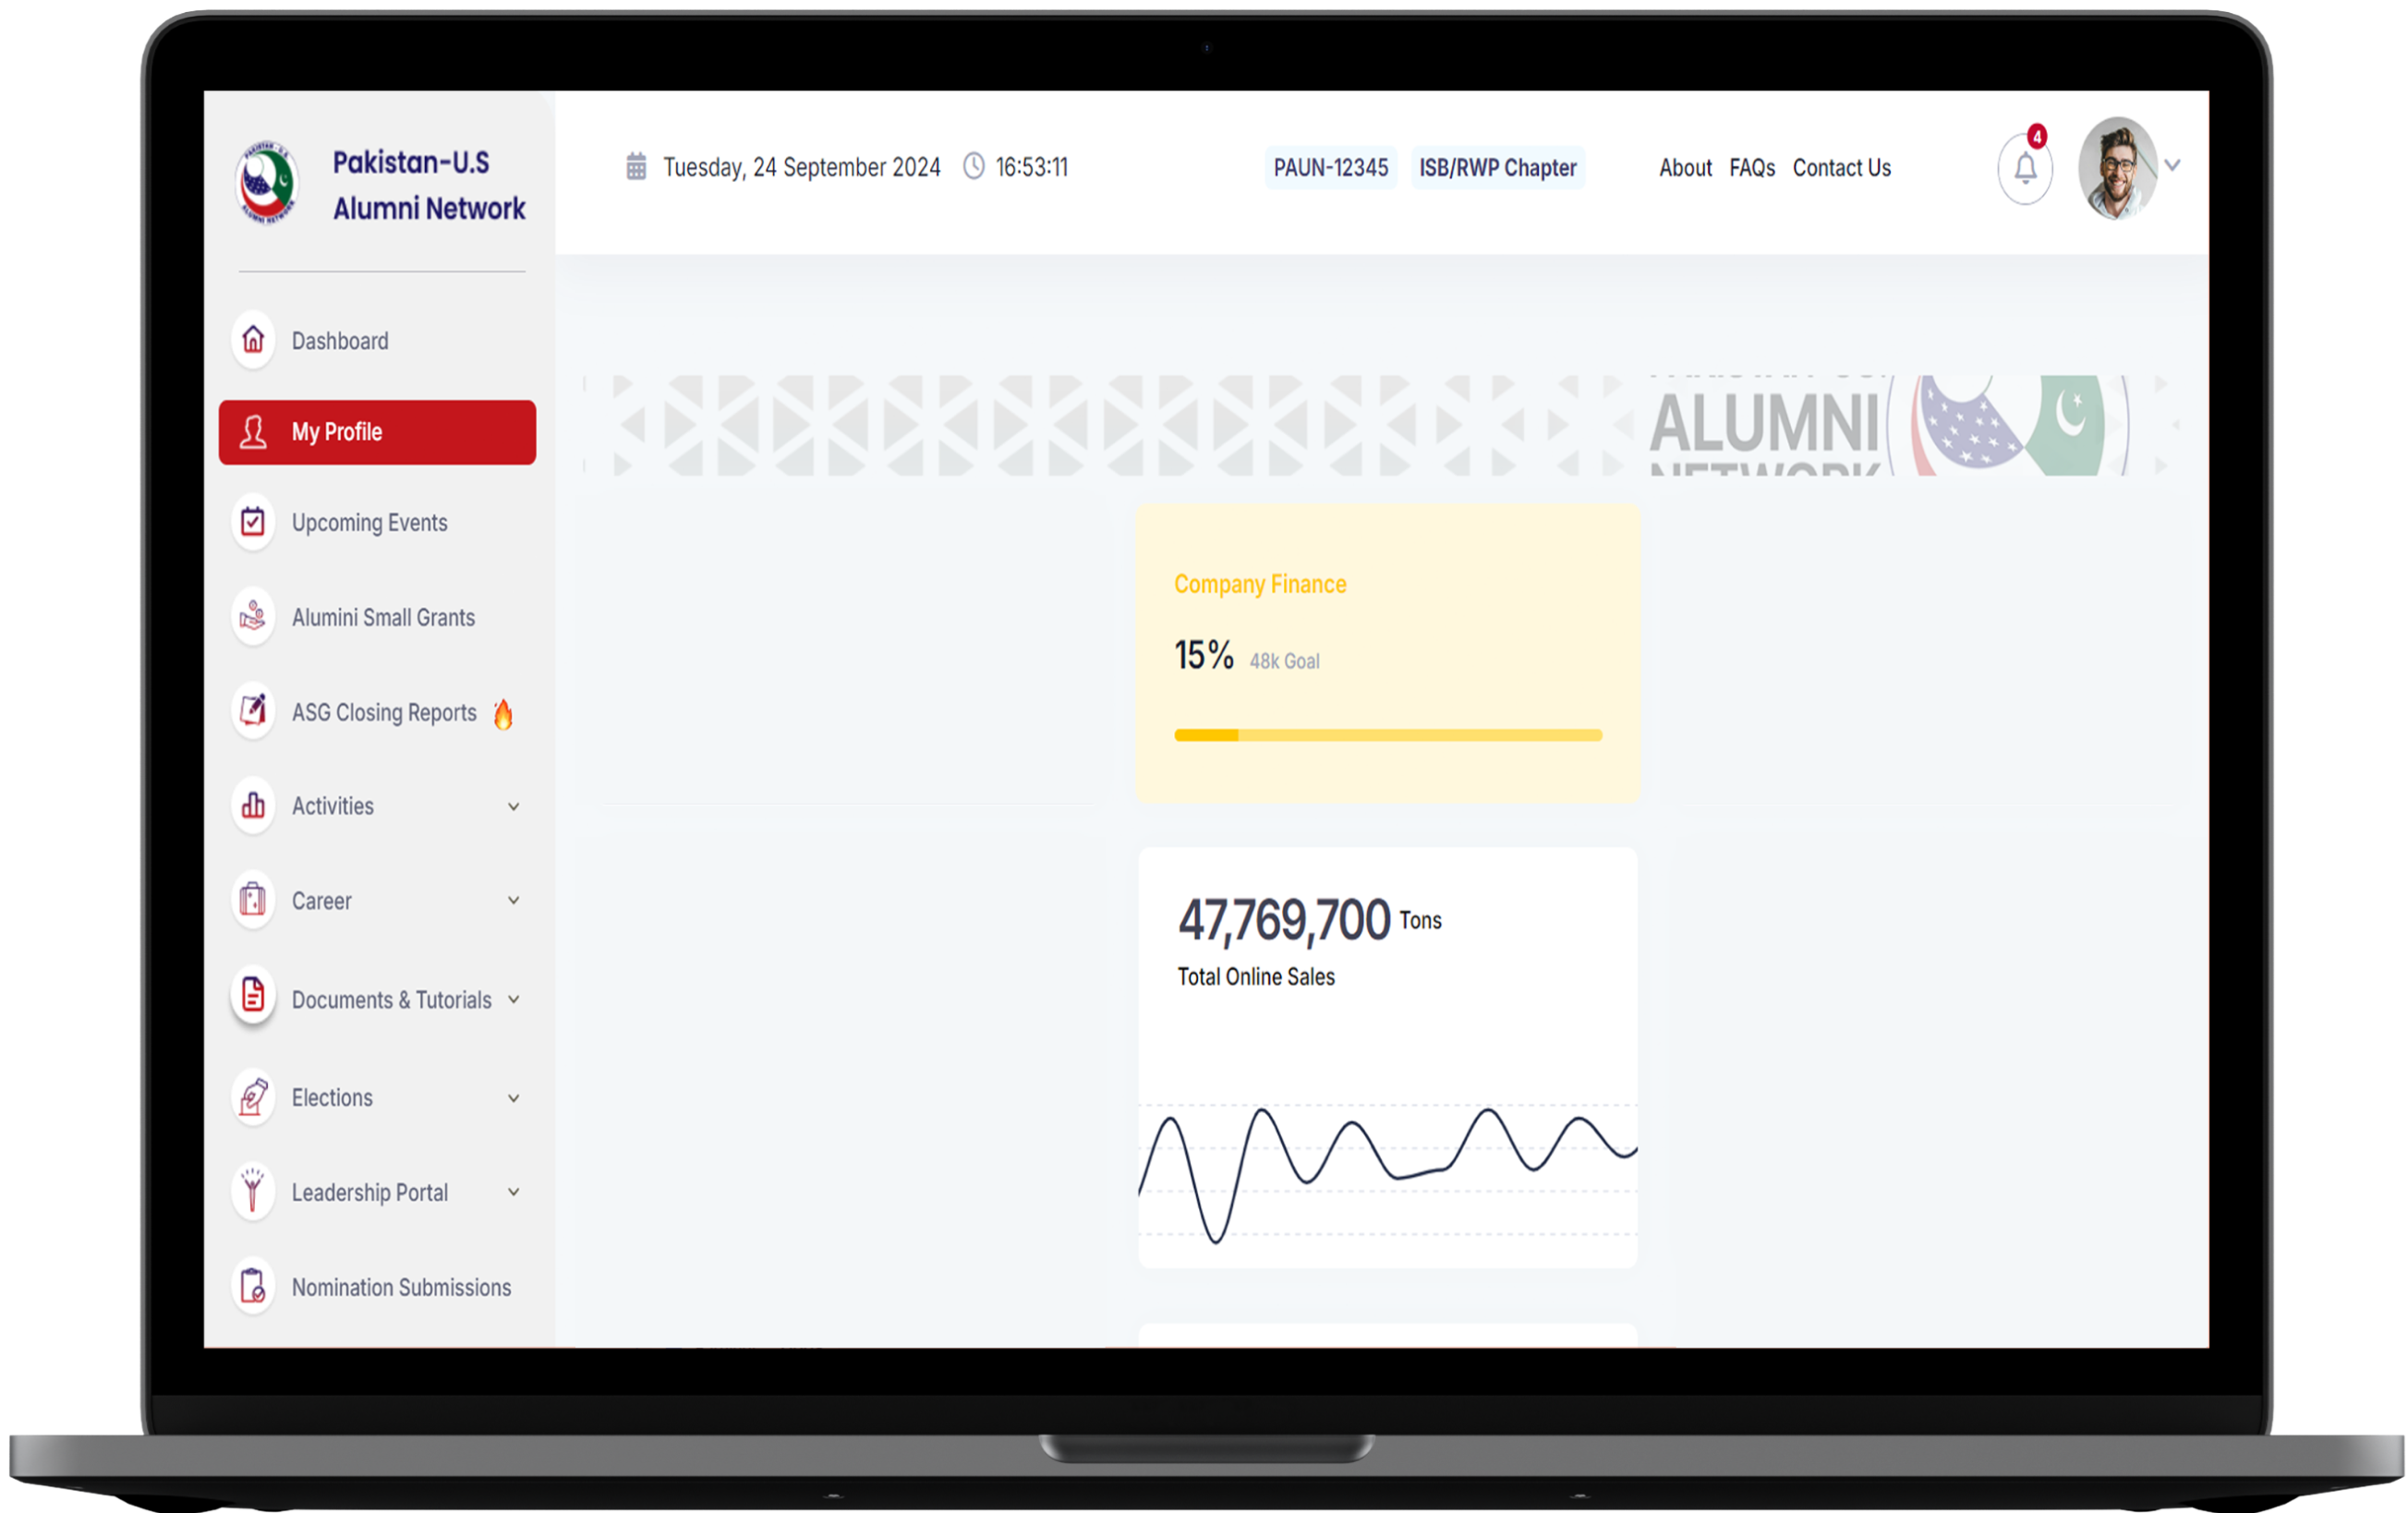 Pakistan-U.S
Alumni Network
Tuesday, 24 September 2024
16:53:11
PAUN-12345
ISB/RWP Chapter
About
FAQs
Contact Us
4
Dashboard
My Profile
Upcoming Events
Alumini Small Grants
ASG Closing Reports
Activities
Career
Documents & Tutorials
Elections
Leadership Portal
Nomination Submissions
ALUMNI
NETWORK
Company Finance
15% 48k Goal
47,769,700 Tons
Total Online Sales